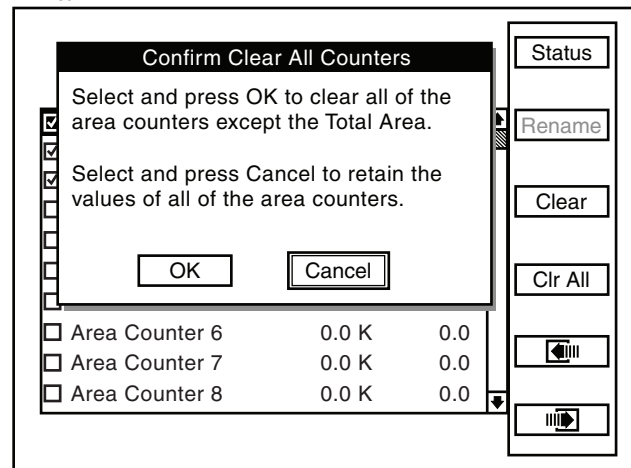 Confirm Clear All Counters
Select and press OK to clear all of the
area counters except the Total Area.
Select and press Cancel to retain the
values of all of the area counters.
OK
Cancel
Area Counter 6 0.0 K 0.0
Area Counter 7 0.0 K 0.0
Area Counter 8 0.0 K 0.0
Status
Rename
Clear
Clr All